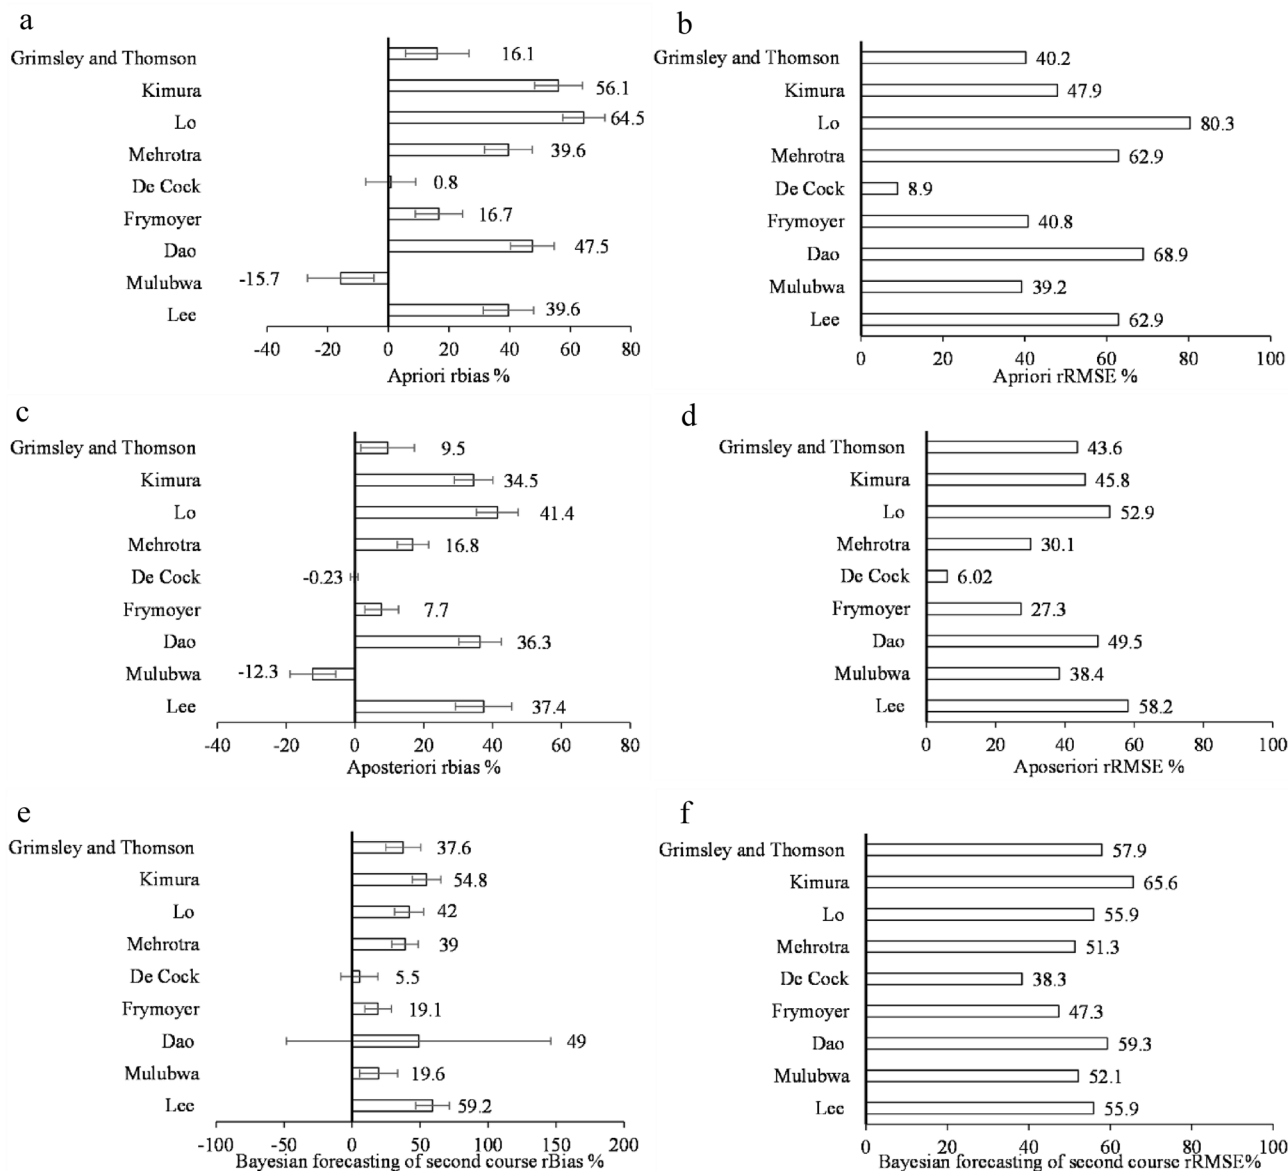 a
Grimsley and Thomson 16.1
Kimura 56.1
Lo 64.5
Mehrotra 39.6
De Cock 0.8
Frymoyer 16.7
Dao 47.5
Mulubwa -15.7
Lee 39.6
-40 -20 0 20 40 60 80
Apriori rbias %
b
Grimsley and Thomson 40.2
Kimura 47.9
Lo 80.3
Mehrotra 62.9
De Cock 8.9
Frymoyer 40.8
Dao 68.9
Mulubwa 39.2
Lee 62.9
0 20 40 60 80 100
Apriori rRMSE %
c
Grimsley and Thomson 9.5
Kimura 34.5
Lo 41.4
Mehrotra 16.8
De Cock -0.23
Frymoyer 7.7
Dao 36.3
Mulubwa -12.3
Lee 37.4
-40 -20 0 20 40 60 80
Aposteriori rbias %
d
Grimsley and Thomson 43.6
Kimura 45.8
Lo 52.9
Mehrotra 30.1
De Cock 6.02
Frymoyer 27.3
Dao 49.5
Mulubwa 38.4
Lee 58.2
0 20 40 60 80 100
Aposeriori rRMSE %
e
Grimsley and Thomson 37.6
Kimura 54.8
Lo 42
Mehrotra 39
De Cock 5.5
Frymoyer 19.1
Dao 49
Mulubwa 19.6
Lee 59.2
-100 -50 0 50 100 150 200
Bayesian forecasting of second course rBias %
f
Grimsley and Thomson 57.9
Kimura 65.6
Lo 55.9
Mehrotra 51.3
De Cock 38.3
Frymoyer 47.3
Dao 59.3
Mulubwa 52.1
Lee 55.9
0 20 40 60 80 100
Bayesian forecasting of second course rRMSE%